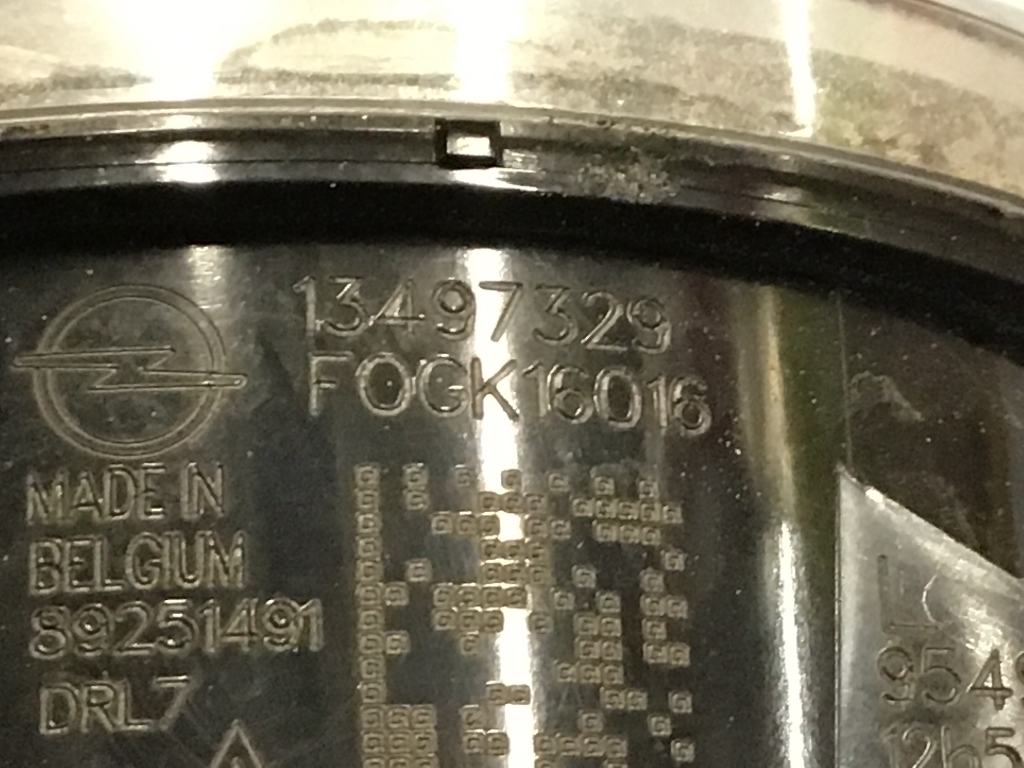 13497329
FOGK16016
MADE IN
BELGIUM
89251491
DRL7